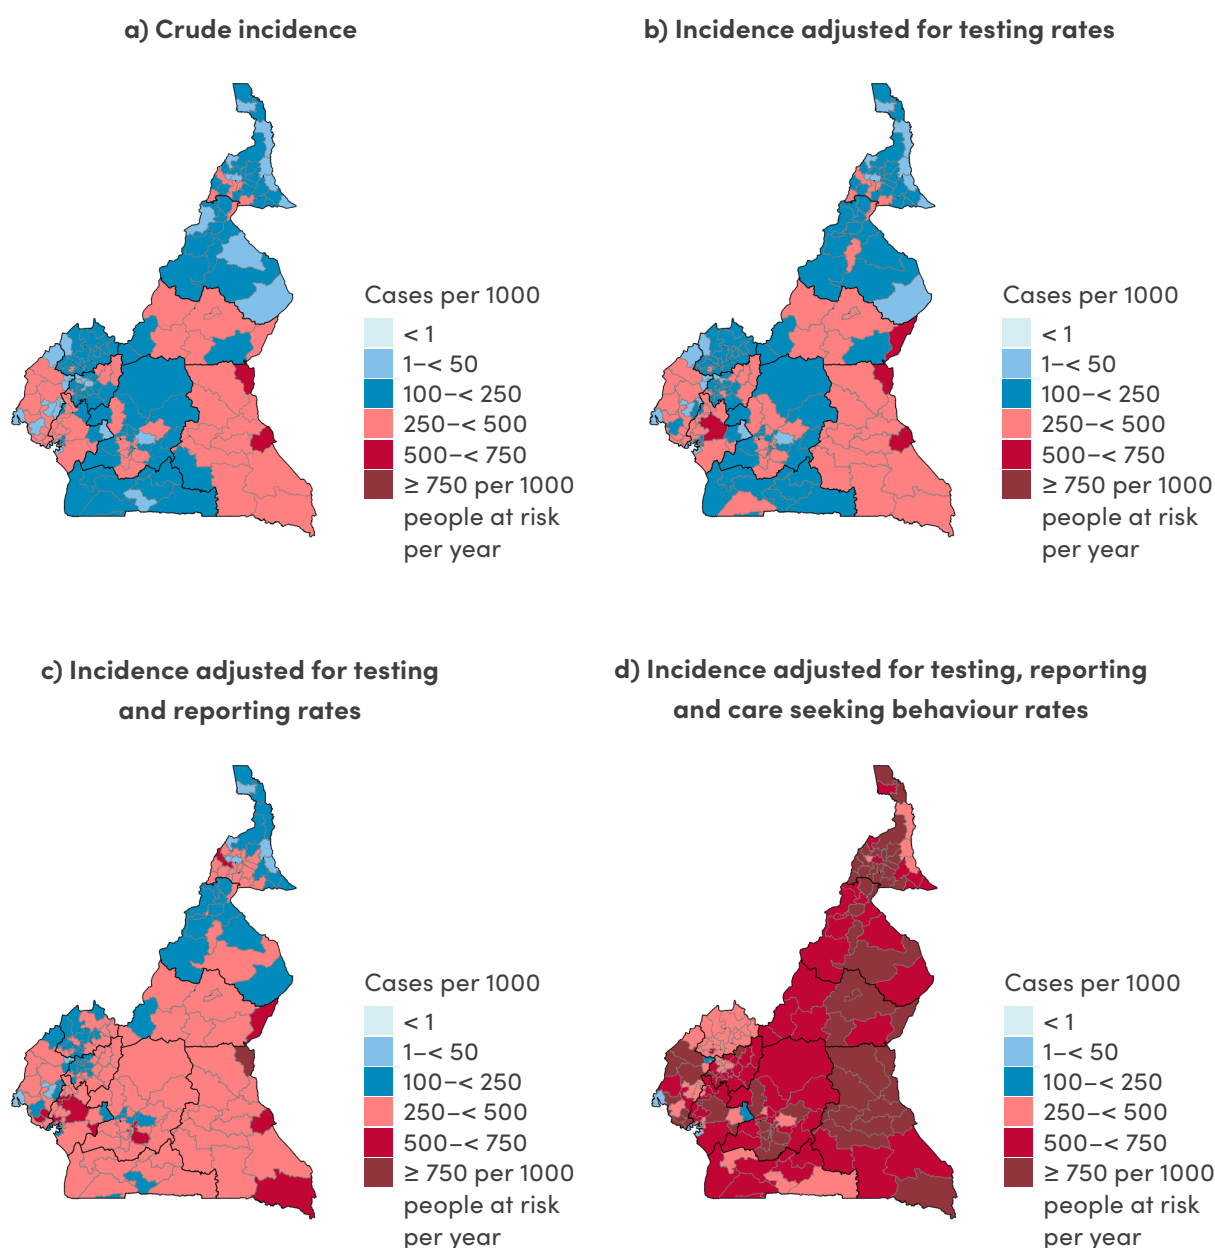 a) Crude incidence
b) Incidence adjusted for testing rates
Cases per 1000
< 1
1–< 50
100–< 250
250–< 500
500–< 750
≥ 750 per 1000
people at risk
per year
Cases per 1000
< 1
1–< 50
100–< 250
250–< 500
500–< 750
≥ 750 per 1000
people at risk
per year
c) Incidence adjusted for testing
and reporting rates
d) Incidence adjusted for testing, reporting
and care seeking behaviour rates
Cases per 1000
< 1
1–< 50
100–< 250
250–< 500
500–< 750
≥ 750 per 1000
people at risk
per year
Cases per 1000
< 1
1–< 50
100–< 250
250–< 500
500–< 750
≥ 750 per 1000
people at risk
per year